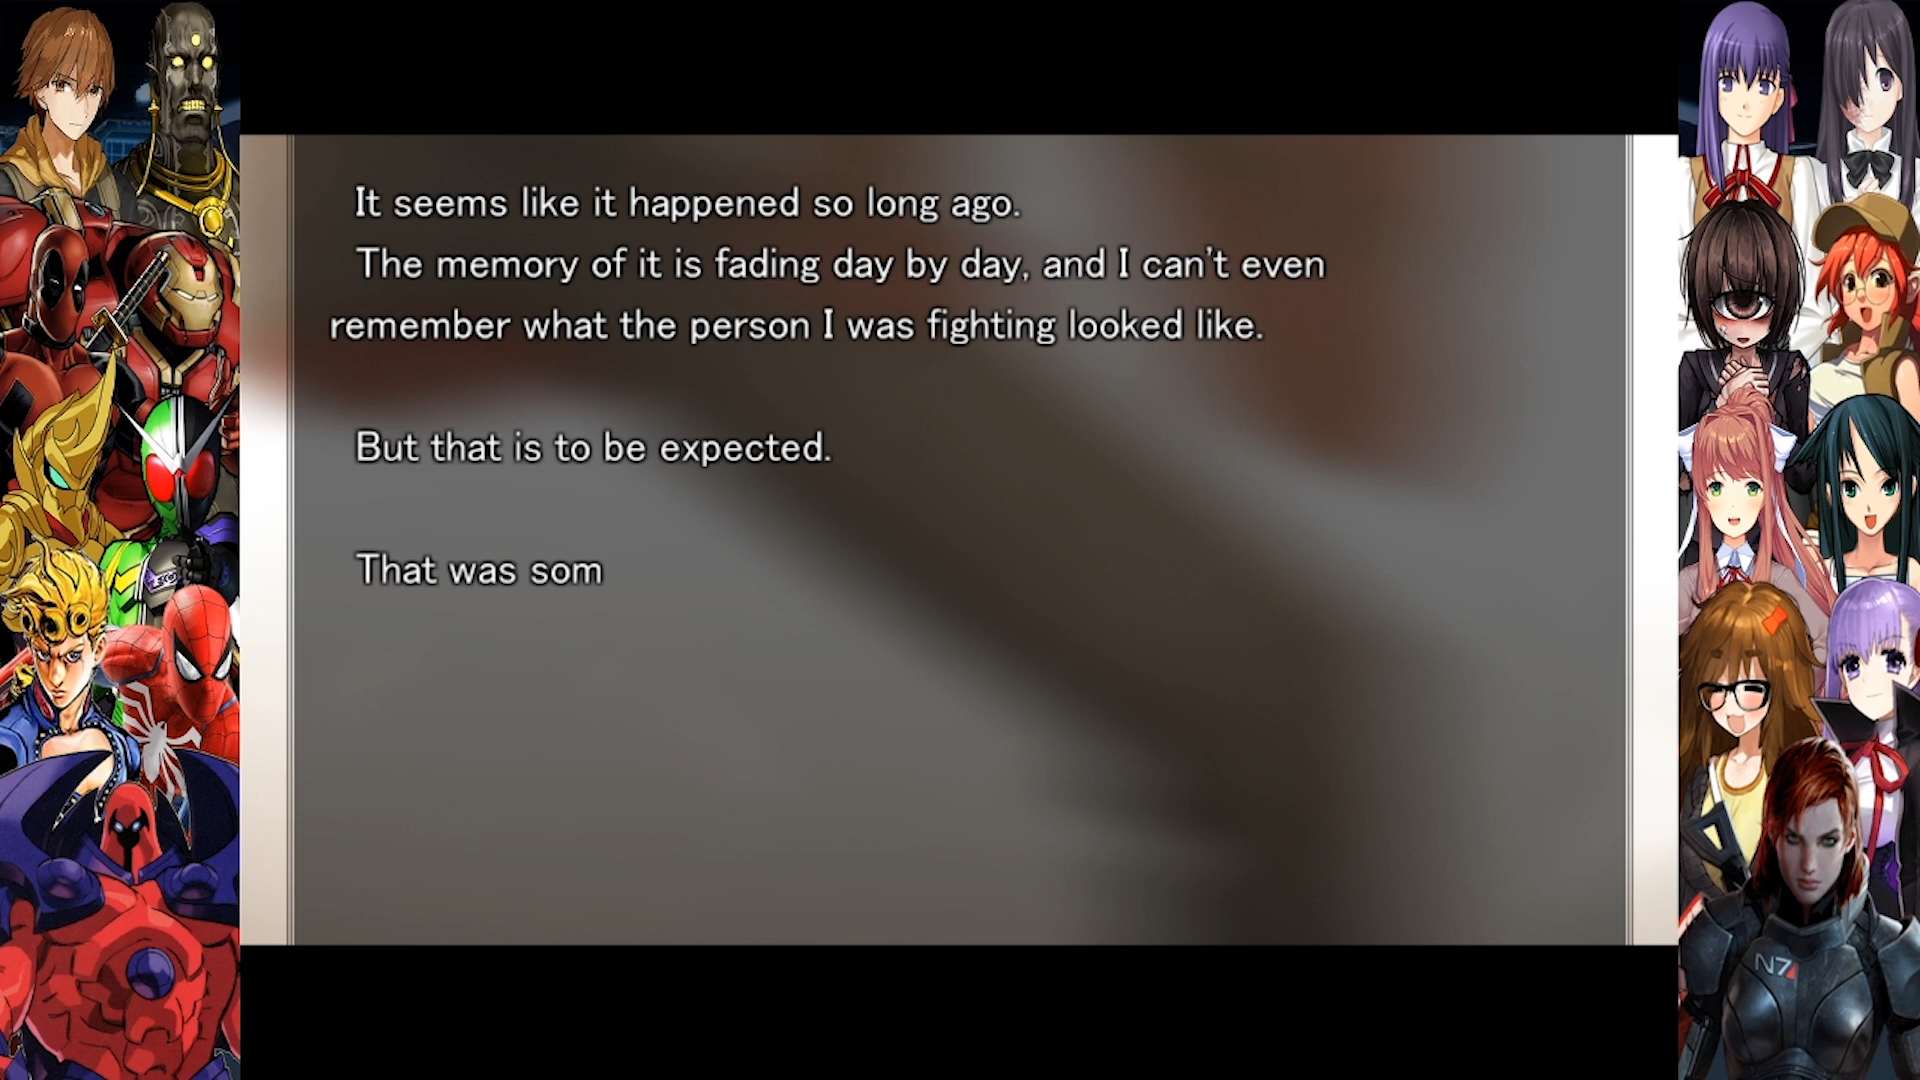 It seems like it happened so long ago.
The memory of it is fading day by day, and I can't even
remember what the person I was fighting looked like.
But that is to be expected.
That was som
N7